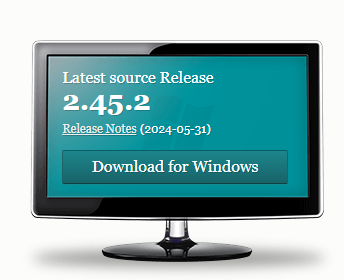 Latest source Release
2.45.2
Release Notes (2024-05-31)
Download for Windows